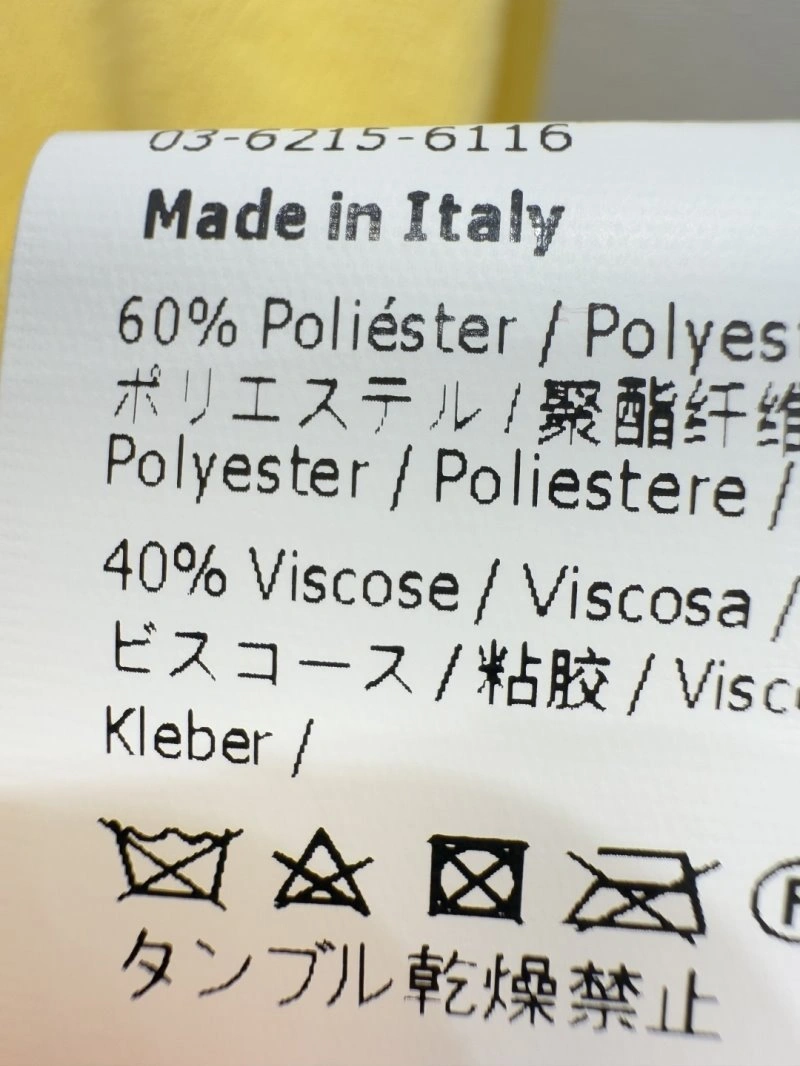 03-6215-6116
Made in Italy
60% Poliéster / Polyes
ポリエステル / 聚酯纤维
Polyester / Poliestere /
40% Viscose / Viscosa /
ビスコース / 粘胶 / Visc
Kleber /
タンブル乾燥禁止